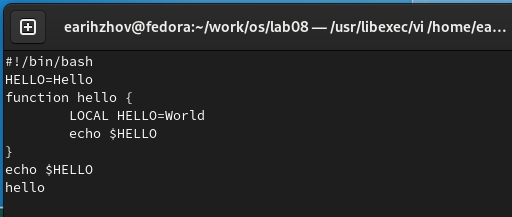 earihzhov@fedora:~/work/os/lab08 — /usr/libexec/vi /home/ea...
#!/bin/bash
HELLO=Hello
function hello {
        LOCAL HELLO=World
        echo $HELLO
}
echo $HELLO
hello